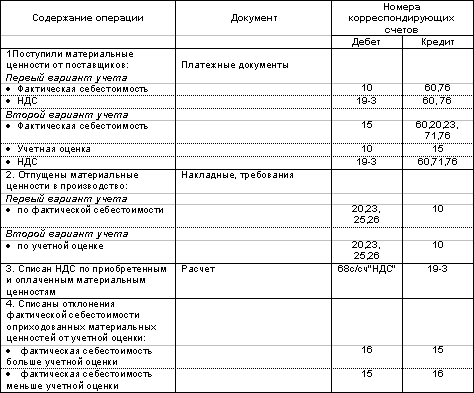 Содержание операции
Документ
Номера
корреспондирующих
счетов
Дебет
Кредит
1Поступили материальные
ценности от поставщиков:
Платежные документы
Первый вариант учета
• Фактическая себестоимость
10
60,76
• НДС
19-3
60, 76
Второй вариант учета
• Фактическая себестоимость
15
60,20,23,
71,76
• Учетная оценка
10
15
• НДС
19-3
60,71,76
2. Отпущены материальные
ценности в производство:
Накладные, требования
Первый вариант учета
• по фактической себестоимости
20,23,
25,26
10
Второй вариант учета
• по учетной оценке
20,23,
25,26
10
3. Списан НДС по приобретенным
и оплаченным материальным
ценностям
Расчет
68с/сч"НДС"
19-3
4. Списаны отклонения
фактической себестоимости
оприходованных материальных
ценностей от учетной оценки:
• фактическая себестоимость
больше учетной оценки
16
15
• фактическая себестоимость
меньше учетной оценки
15
16